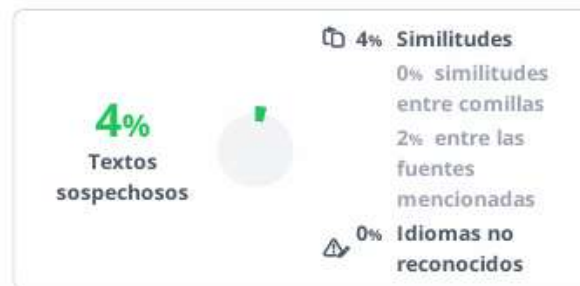 4%
Textos
sospechosos
4% Similitudes
0% similitudes
entre comillas
2% entre las
fuentes
mencionadas
0% Idiomas no
reconocidos